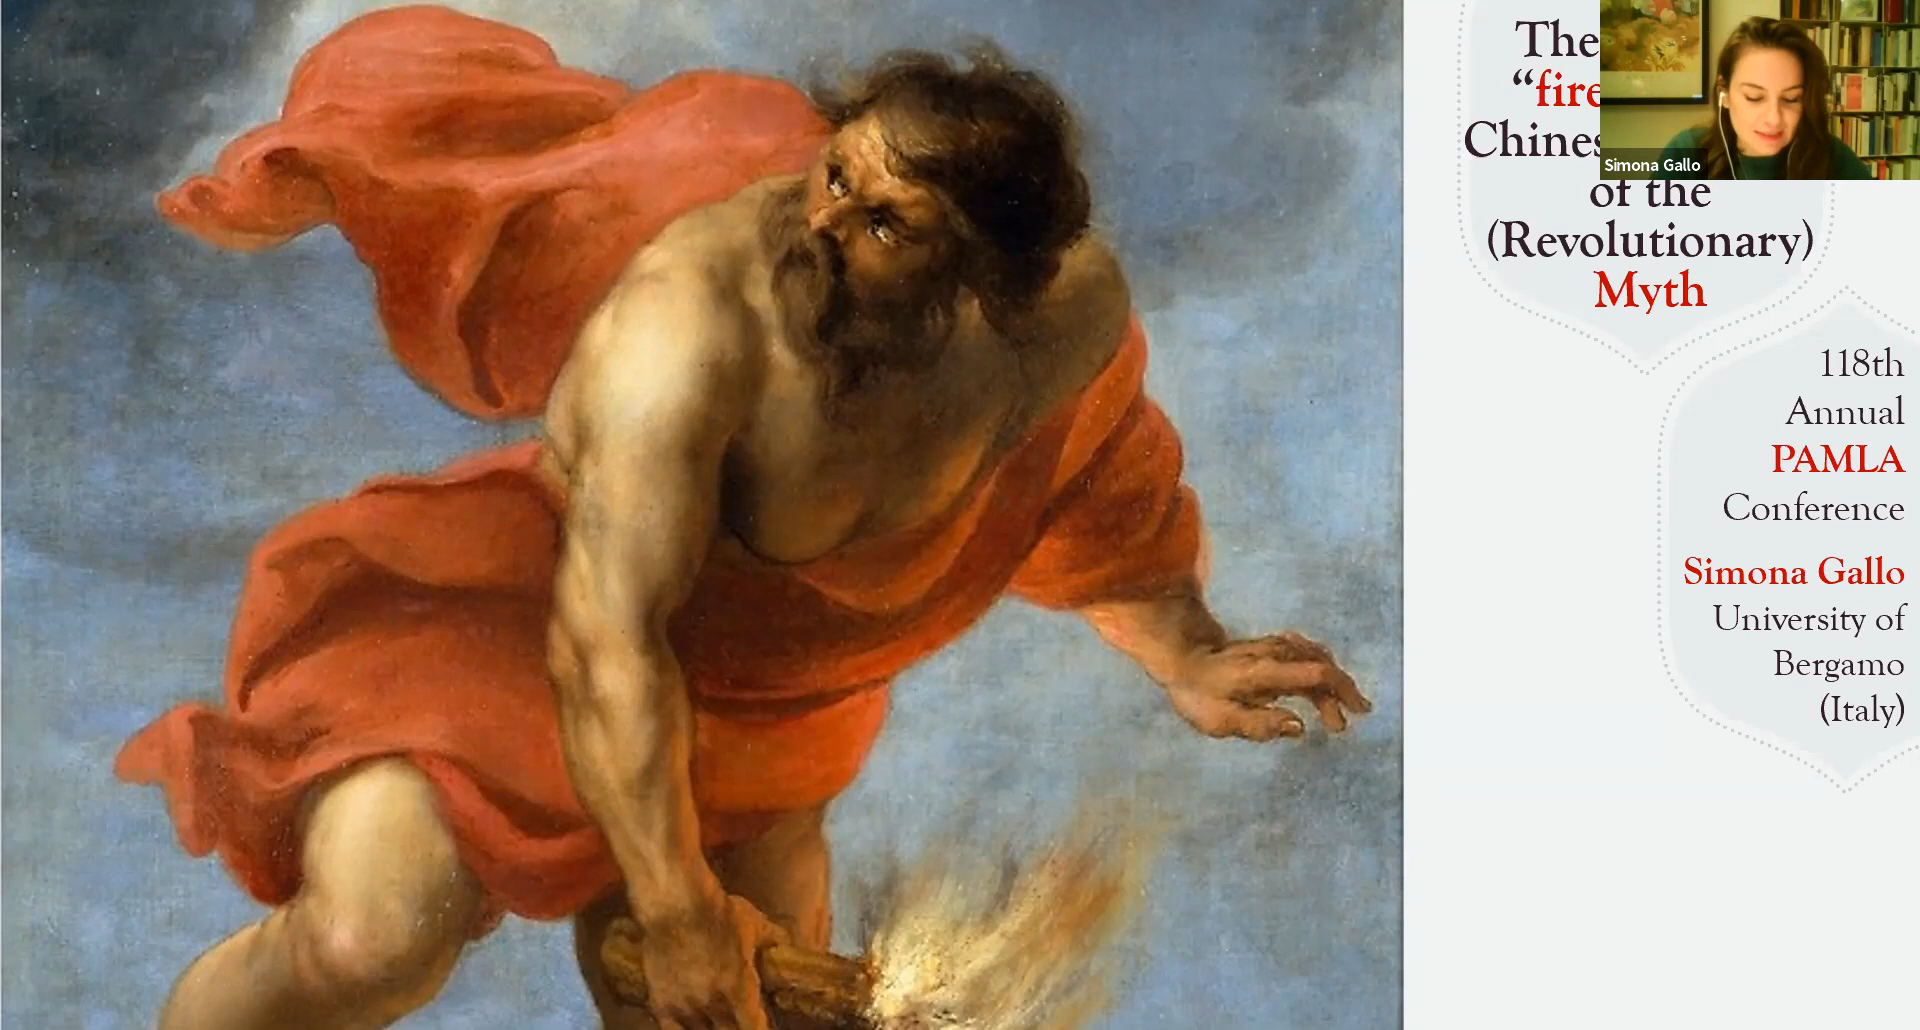 The
“fire
Chines
of the
(Revolutionary)
Myth
Simona Gallo
118th
Annual
PAMLA
Conference
Simona Gallo
University of
Bergamo
(Italy)